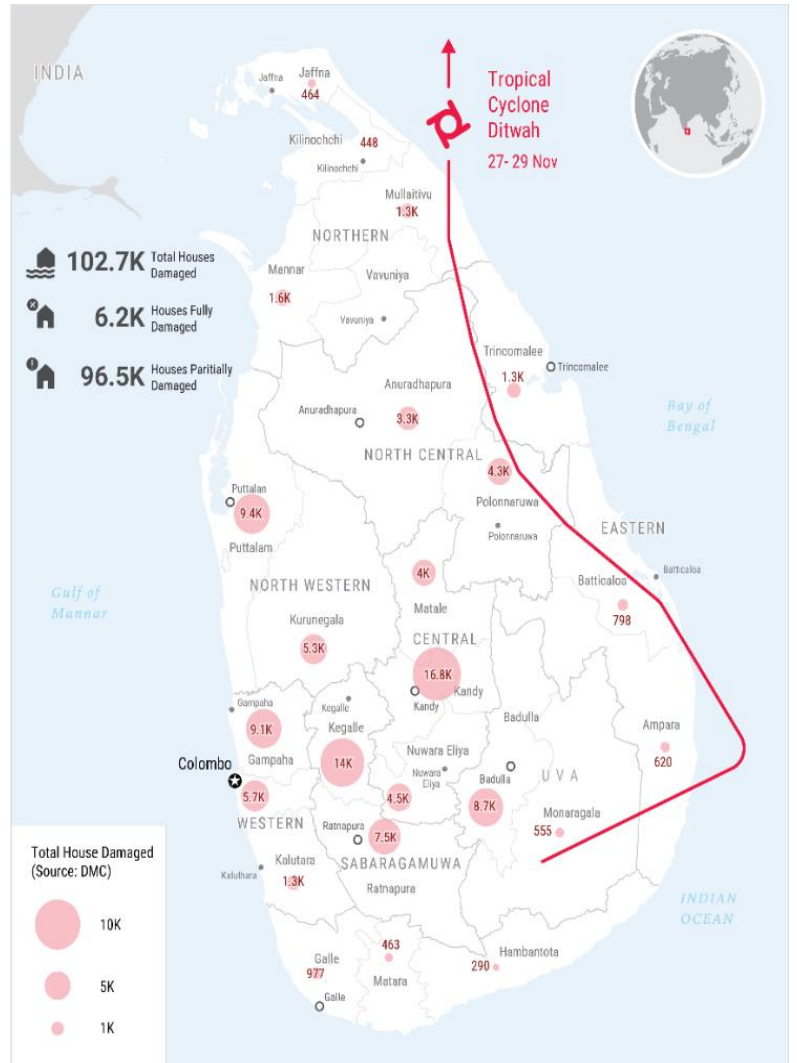 INDIA
Jaffna
Jaffna
464
Tropical
Cyclone
Ditwah
27- 29 Nov
Kilinochchi
448
Kilinochchi
Mullaitivu
1.3K
NORTHERN
102.7K Total Houses
Damaged
6.2K Houses Fully
Damaged
96.5K Houses Paritially
Damaged
Mannar
1.6K
Vavuniya
Vavuniya
Trincomalee
Trincomalee
1.3K
Anuradhapura
Anuradhapura
3.3K
Bay of
Bengal
NORTH CENTRAL
4.3K
Polonnaruwa
Polonnaruwa
Puttalan
9.4K
Puttalam
EASTERN
Batticaloa
Batticaloa
798
Gulf of
Mannar
NORTH WESTERN
4K
Matale
Kurunegala
5.3K
CENTRAL
16.8K
Kandy
Kandy
Gampaha
9.1K
Gampaha
Kegalle
Kegalle
14K
Badulla
Nuwara Eliya
Nuwara
Eliya
Ampara
620
Colombo
5.7K
4.5K
Badulla
8.7K
UVA
Monaragala
555
WESTERN
Ratnapura
7.5K
SABARAGAMUWA
Ratnapura
Kalutara
Kaluthara
1.3K
INDIAN
OCEAN
Total House Damaged
(Source: DMC)
10K
5K
1K
463
Matara
Galle
977
Galle
Hambantota
290